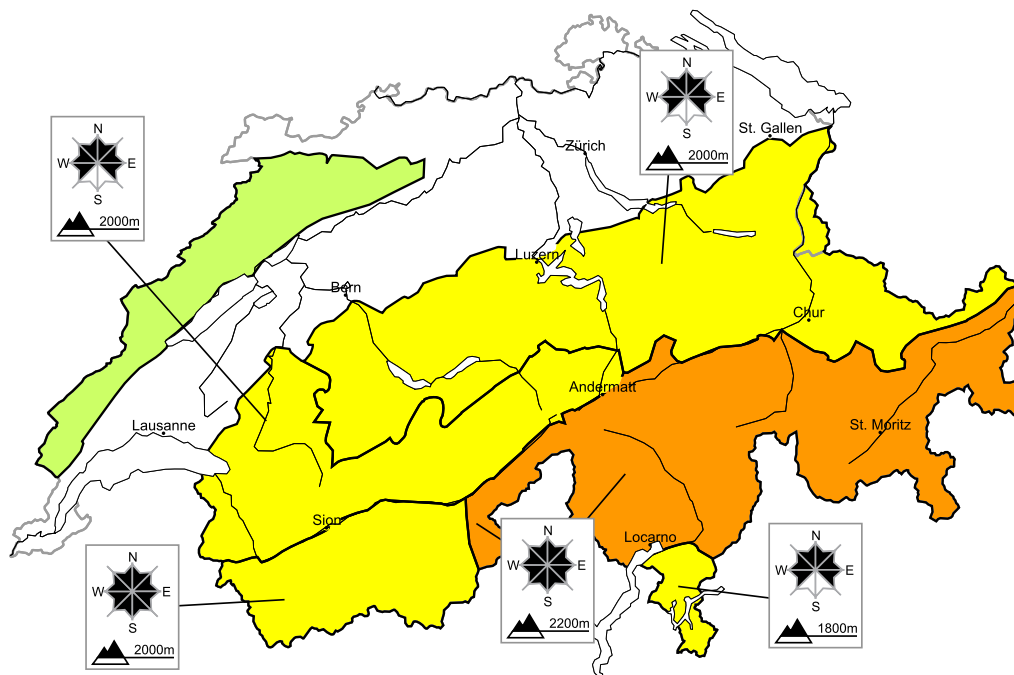 N
W E
S
2000m
N
W E
S
2000m
St. Gallen
Zürich
Luzern
Bern
Chur
Andermatt
Lausanne
St. Moritz
Sion
Locarno
N
W E
S
2000m
N
W E
S
2200m
N
W E
S
1800m